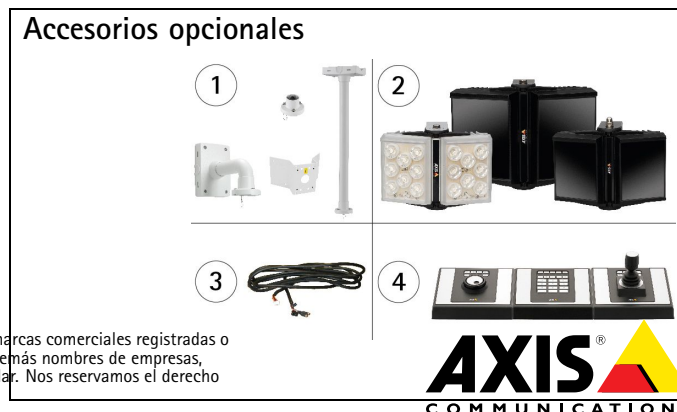 Accesorios opcionales
1
2
3
4
marcas comerciales registradas o
emás nombres de empresas,
lar. Nos reservamos el derecho
AXIS®
COMMUNICATION